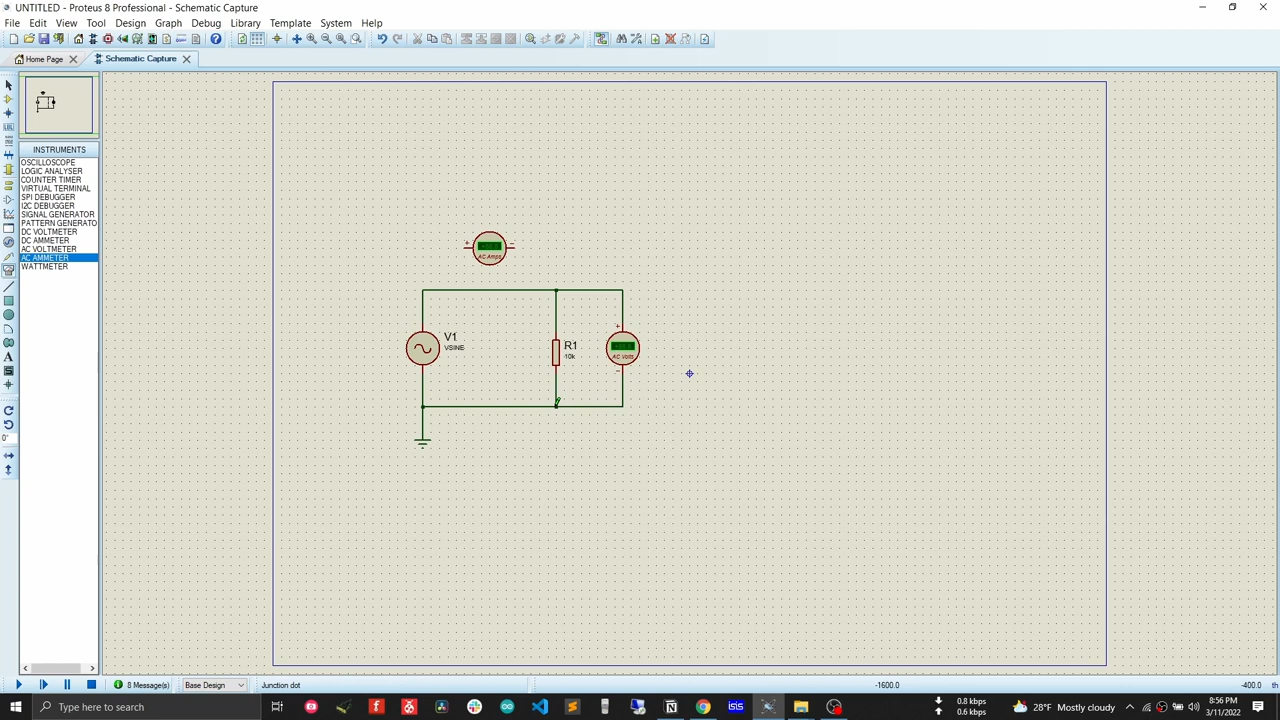 UNTITLED - Proteus 8 Professional - Schematic Capture
File Edit View Tool Design Graph Debug Library Template System Help
Home Page Schematic Capture
INSTRUMENTS
OSCILLOSCOPE
LOGIC ANALYSER
COUNTER TIMER
VIRTUAL TERMINAL
SPI DEBUGGER
I2C DEBUGGER
SIGNAL GENERATOR
PATTERN GENERATO
DC VOLTMETER
DC AMMETER
AC VOLTMETER
AC AMMETER
WATTMETER
LBL
A
S
0°
+ −
AC Amps
V1
VSINE
R1
10k
+
AC Volts
−
8 Message(s) Base Design Junction dot -1600.0 -400.0 th
Type here to search
isis
0.8 kbps
0.6 kbps
28°F Mostly cloudy
8:56 PM
3/11/2022